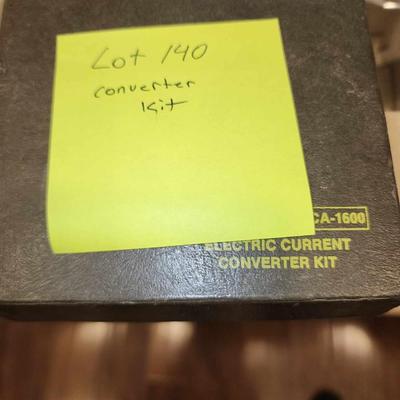 Lot 140
converter
kit
CA-1600
ELECTRIC CURRENT
CONVERTER KIT